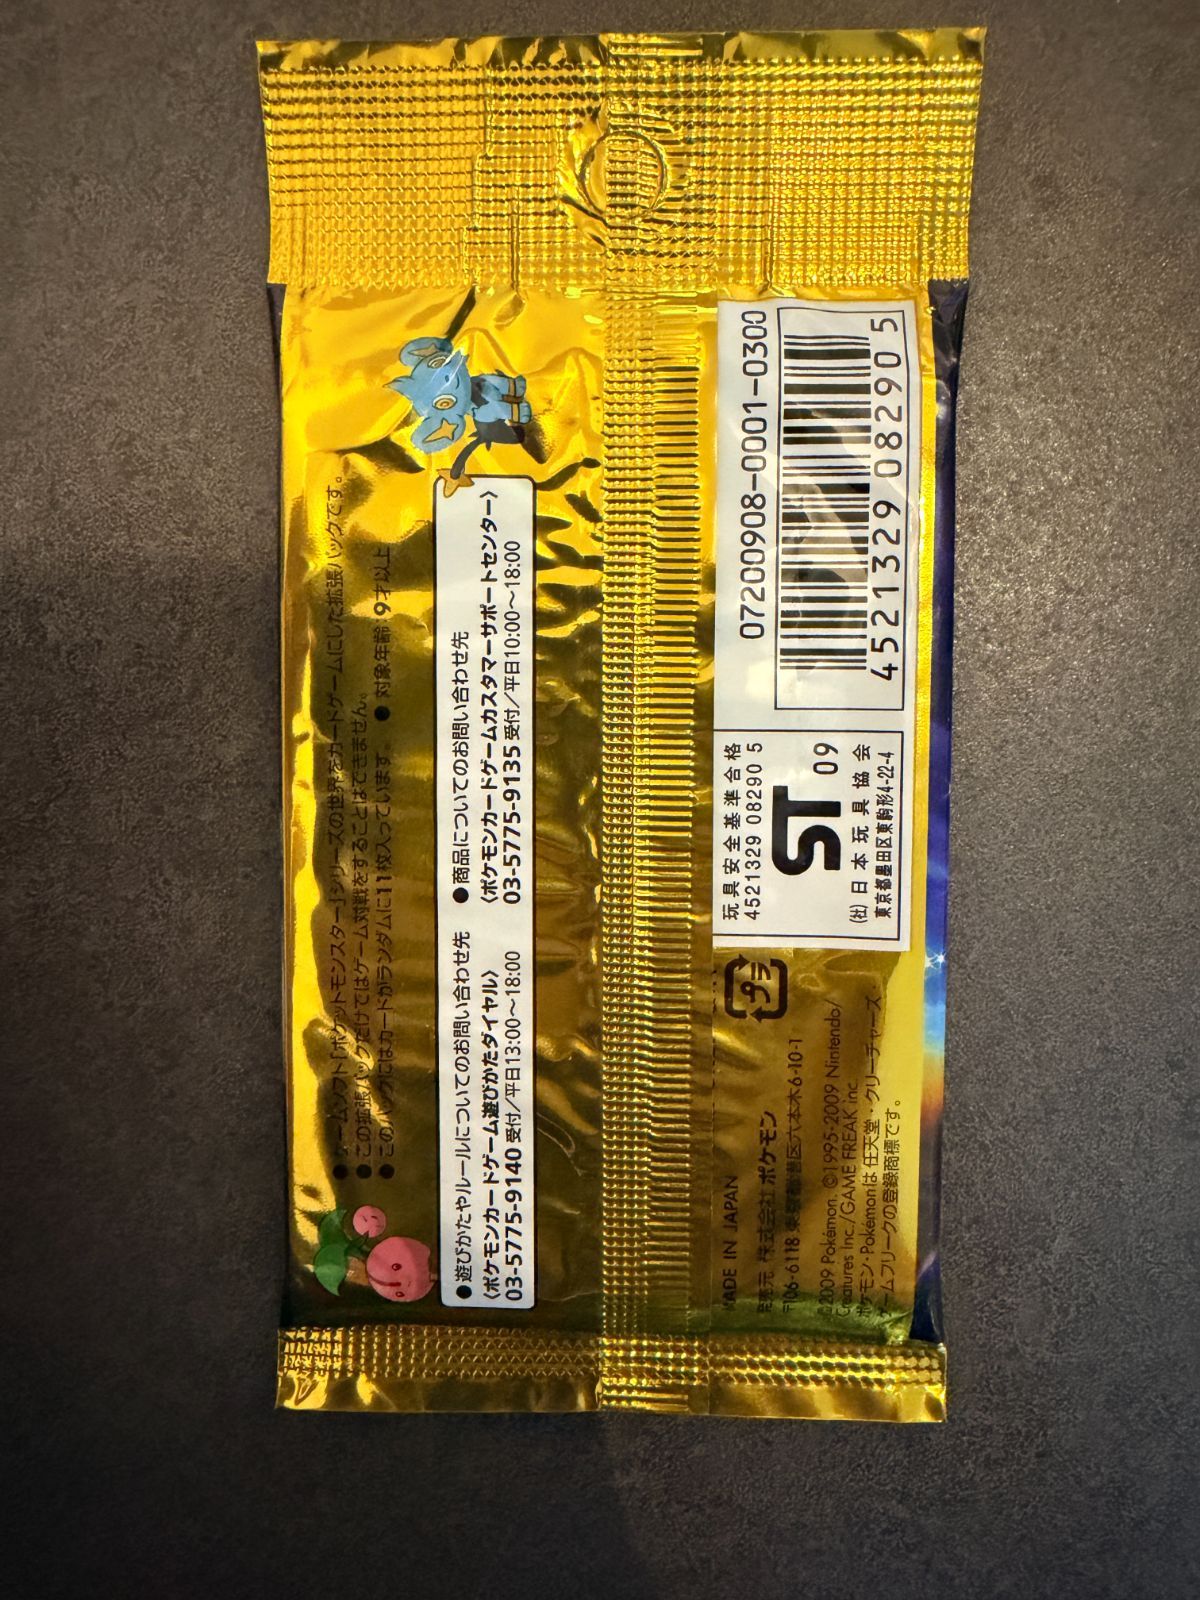 ●ゲームソフト「ポケットモンスター」シリーズの世界をカードゲームにした拡張パックです。
●この拡張パックだけではゲーム対戦をすることはできません。
●このパックにはカードがランダムに11枚入っています。 ●対象年齢 9才以上
●遊びかたやルールについてのお問い合わせ先
〈ポケモンカードゲーム遊びかたダイヤル〉
03-5775-9140 受付／平日13:00～18:00
●商品についてのお問い合わせ先
〈ポケモンカードゲームカスタマーサポートセンター〉
03-5775-9135 受付／平日10:00～18:00
07200908-0001-0300
4521329 08290 5
玩具安全基準合格
4521329 08290 5
ST 09
(社)日本玩具協会
東京都墨田区東駒形4-22-4
プラ
MADE IN JAPAN
発売元 株式会社ポケモン
〒106-6118 東京都港区六本木6-10-1
©2009 Pokémon. ©1995-2009 Nintendo/
Creatures Inc./GAME FREAK inc.
ポケモン・Pokémonは任天堂・クリーチャーズ・
ゲームフリークの登録商標です。